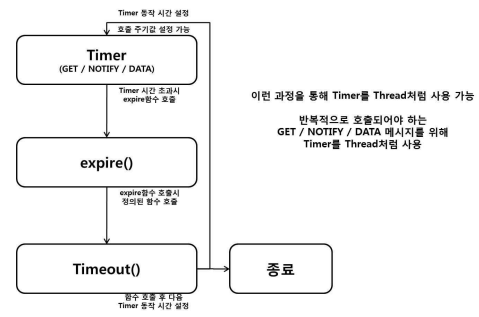 Timer 동작 시간 설정
호출 주기값 설정 가능
Timer
(GET / NOTIFY / DATA)
Timer 시간 초과시
expire함수 호출
이런 과정을 통해 Timer를 Thread처럼 사용 가능
반복적으로 호출되어야 하는
GET / NOTIFY / DATA 메시지를 위해
Timer를 Thread처럼 사용
expire()
expire함수 호출시
정의된 함수 호출
Timeout()
종료
함수 호출 후 다음
Timer 동작 시간 설정